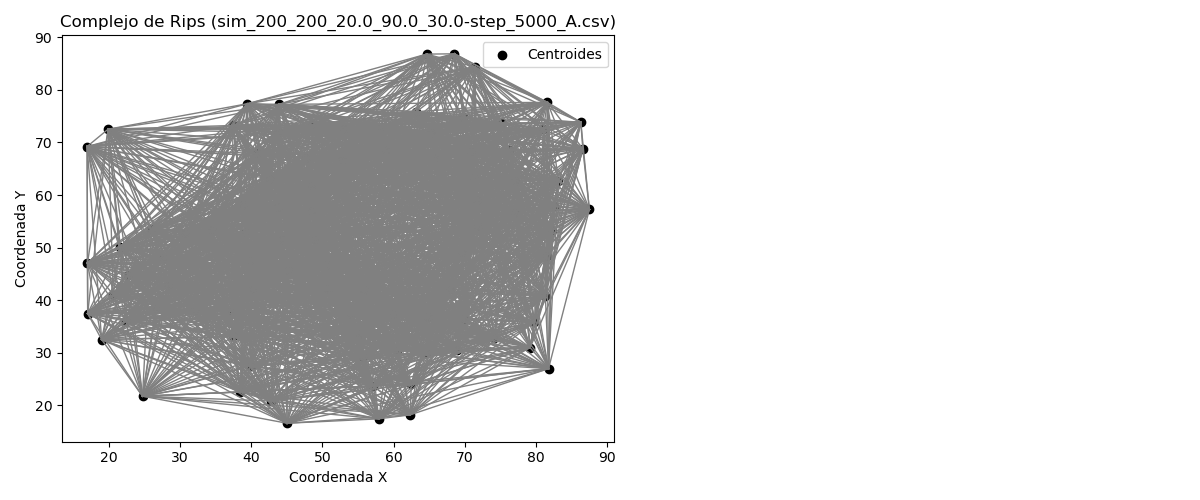 Complejo de Rips (sim_200_200_20.0_90.0_30.0-step_5000_A.csv)
90
Centroides
80
70
60
50
40
30
20
Coordenada Y
20 30 40 50 60 70 80 90
Coordenada X